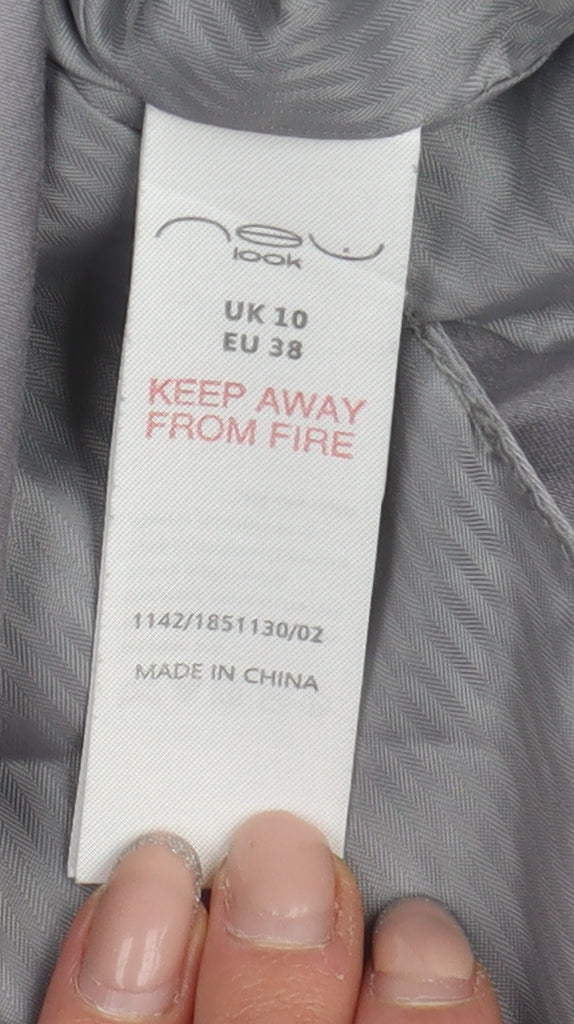 new
look
UK 10
EU 38
KEEP AWAY
FROM FIRE
1142/1851130/02
MADE IN CHINA